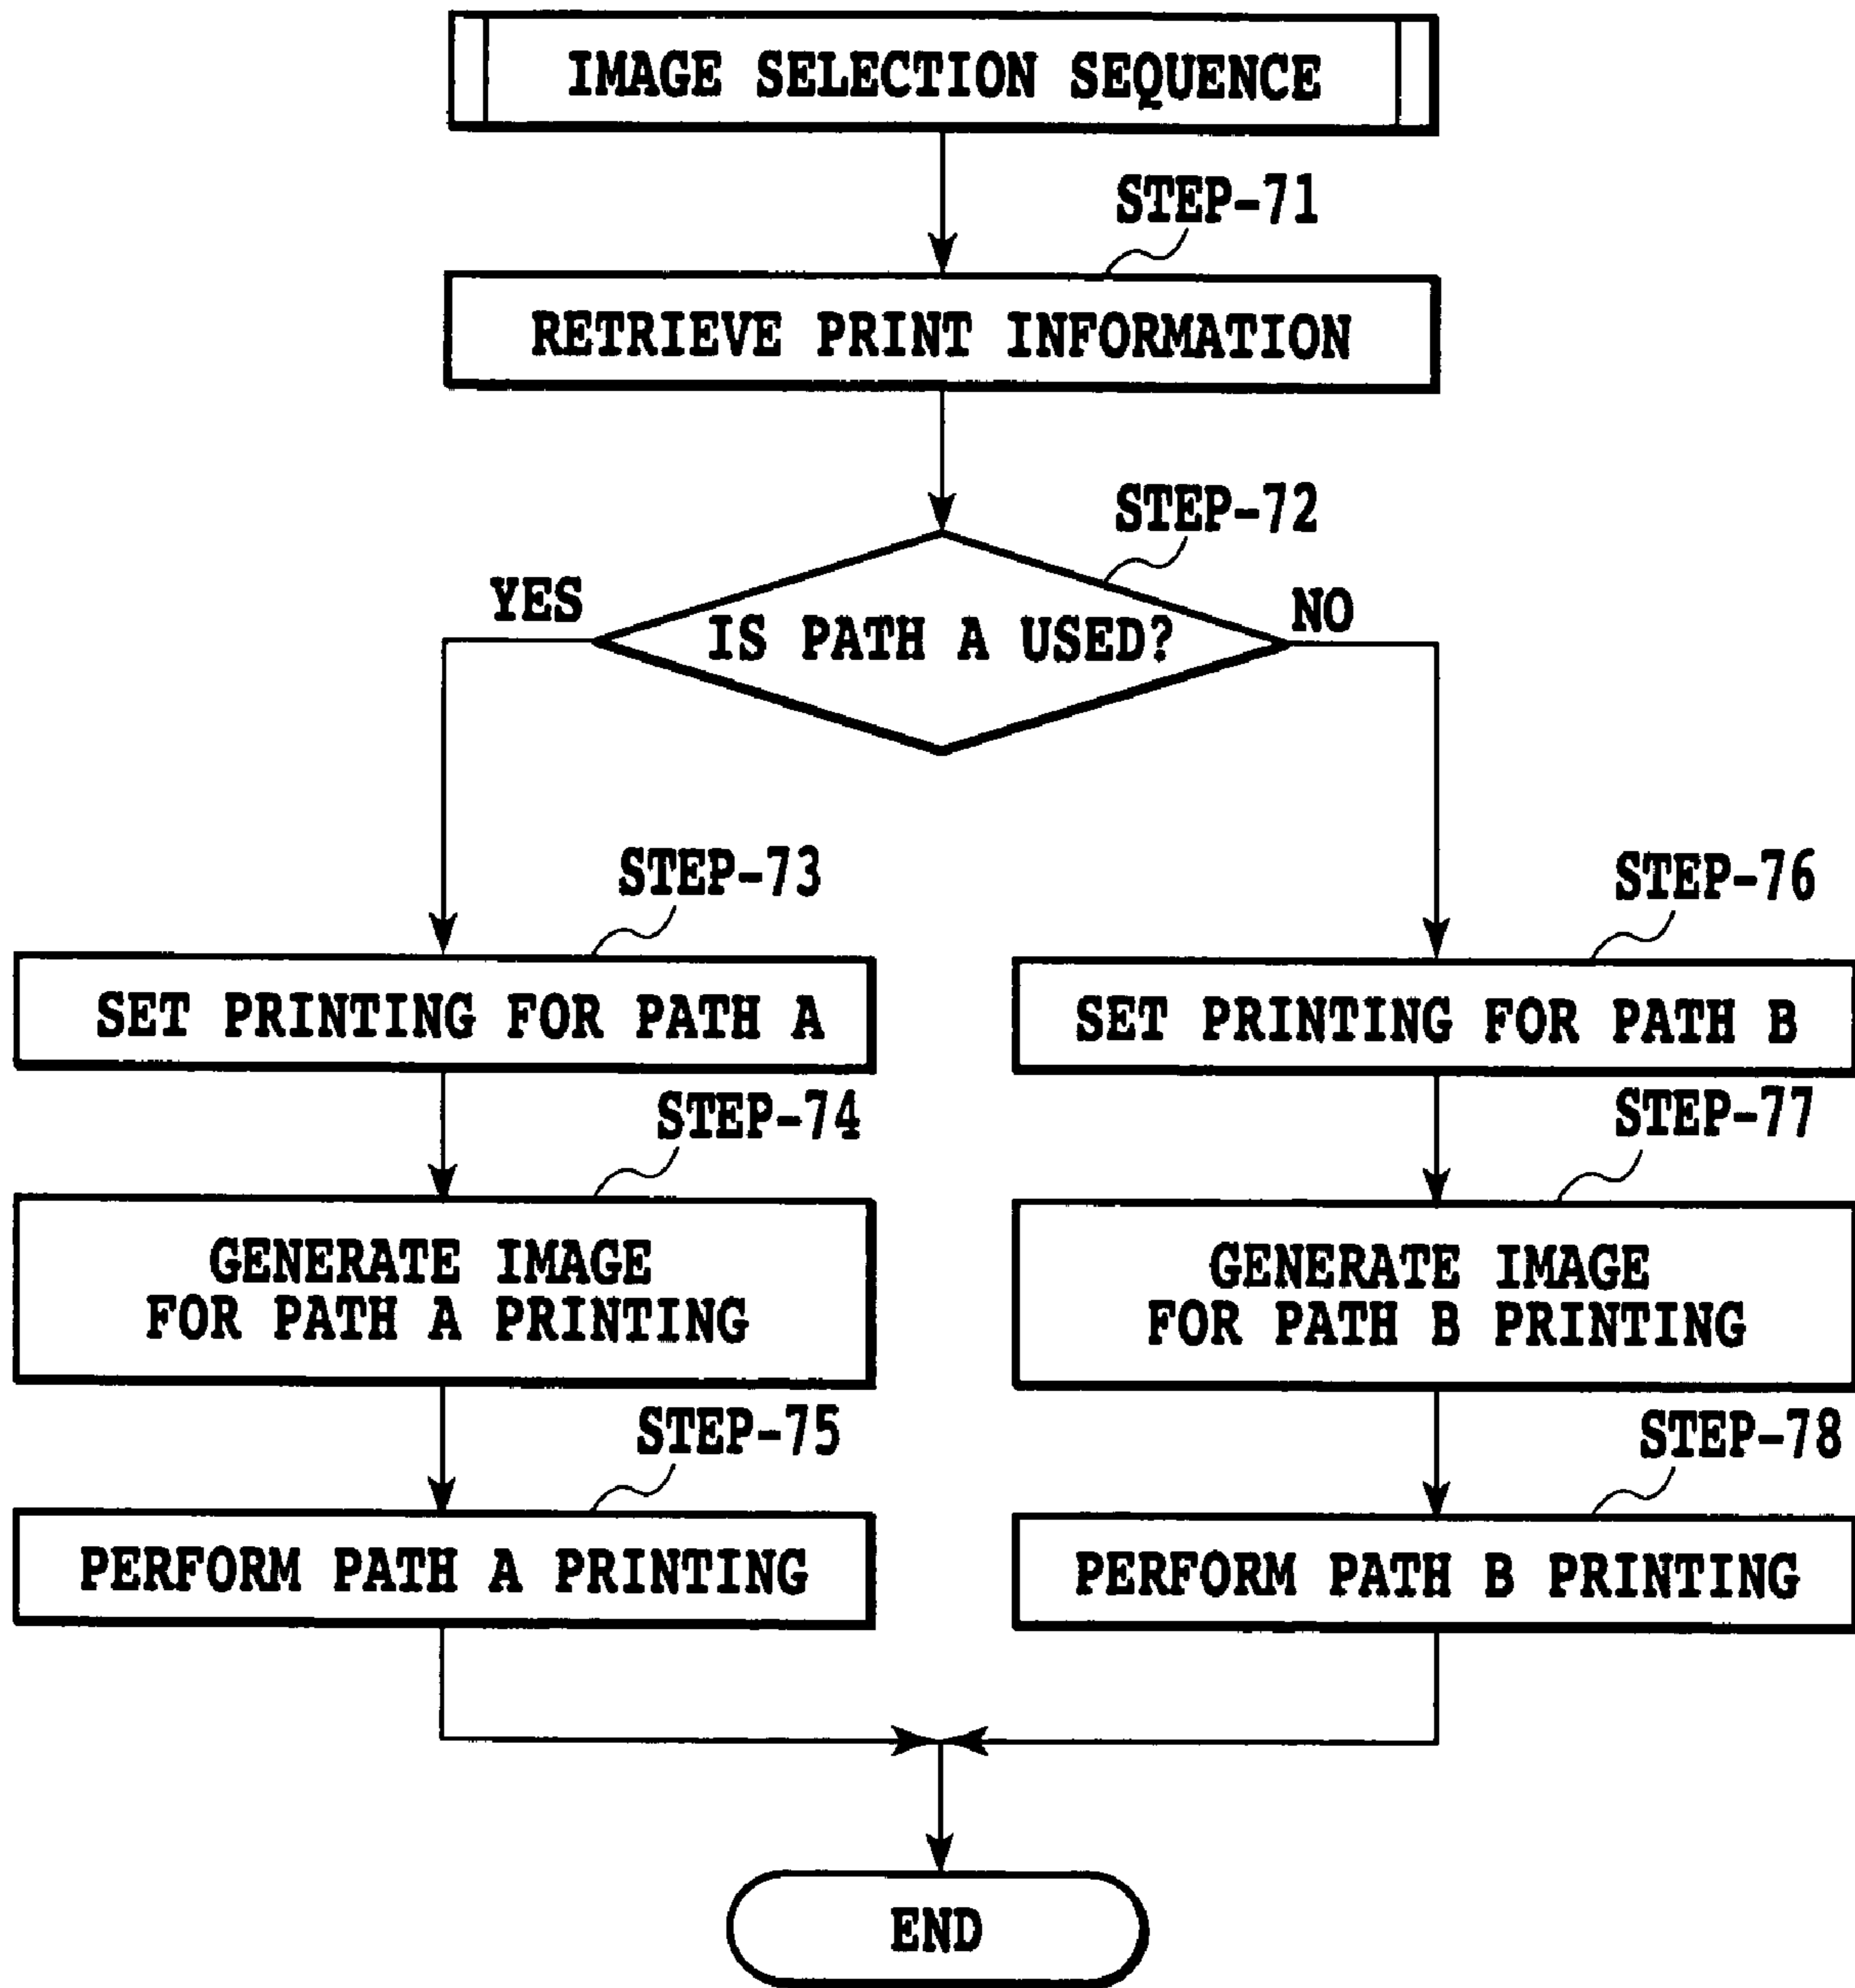 IMAGE SELECTION SEQUENCE
STEP-71
RETRIEVE PRINT INFORMATION
STEP-72
YES
NO
IS PATH A USED?
STEP-73
SET PRINTING FOR PATH A
STEP-74
GENERATE IMAGE
FOR PATH A PRINTING
STEP-75
PERFORM PATH A PRINTING
STEP-76
SET PRINTING FOR PATH B
STEP-77
GENERATE IMAGE
FOR PATH B PRINTING
STEP-78
PERFORM PATH B PRINTING
END